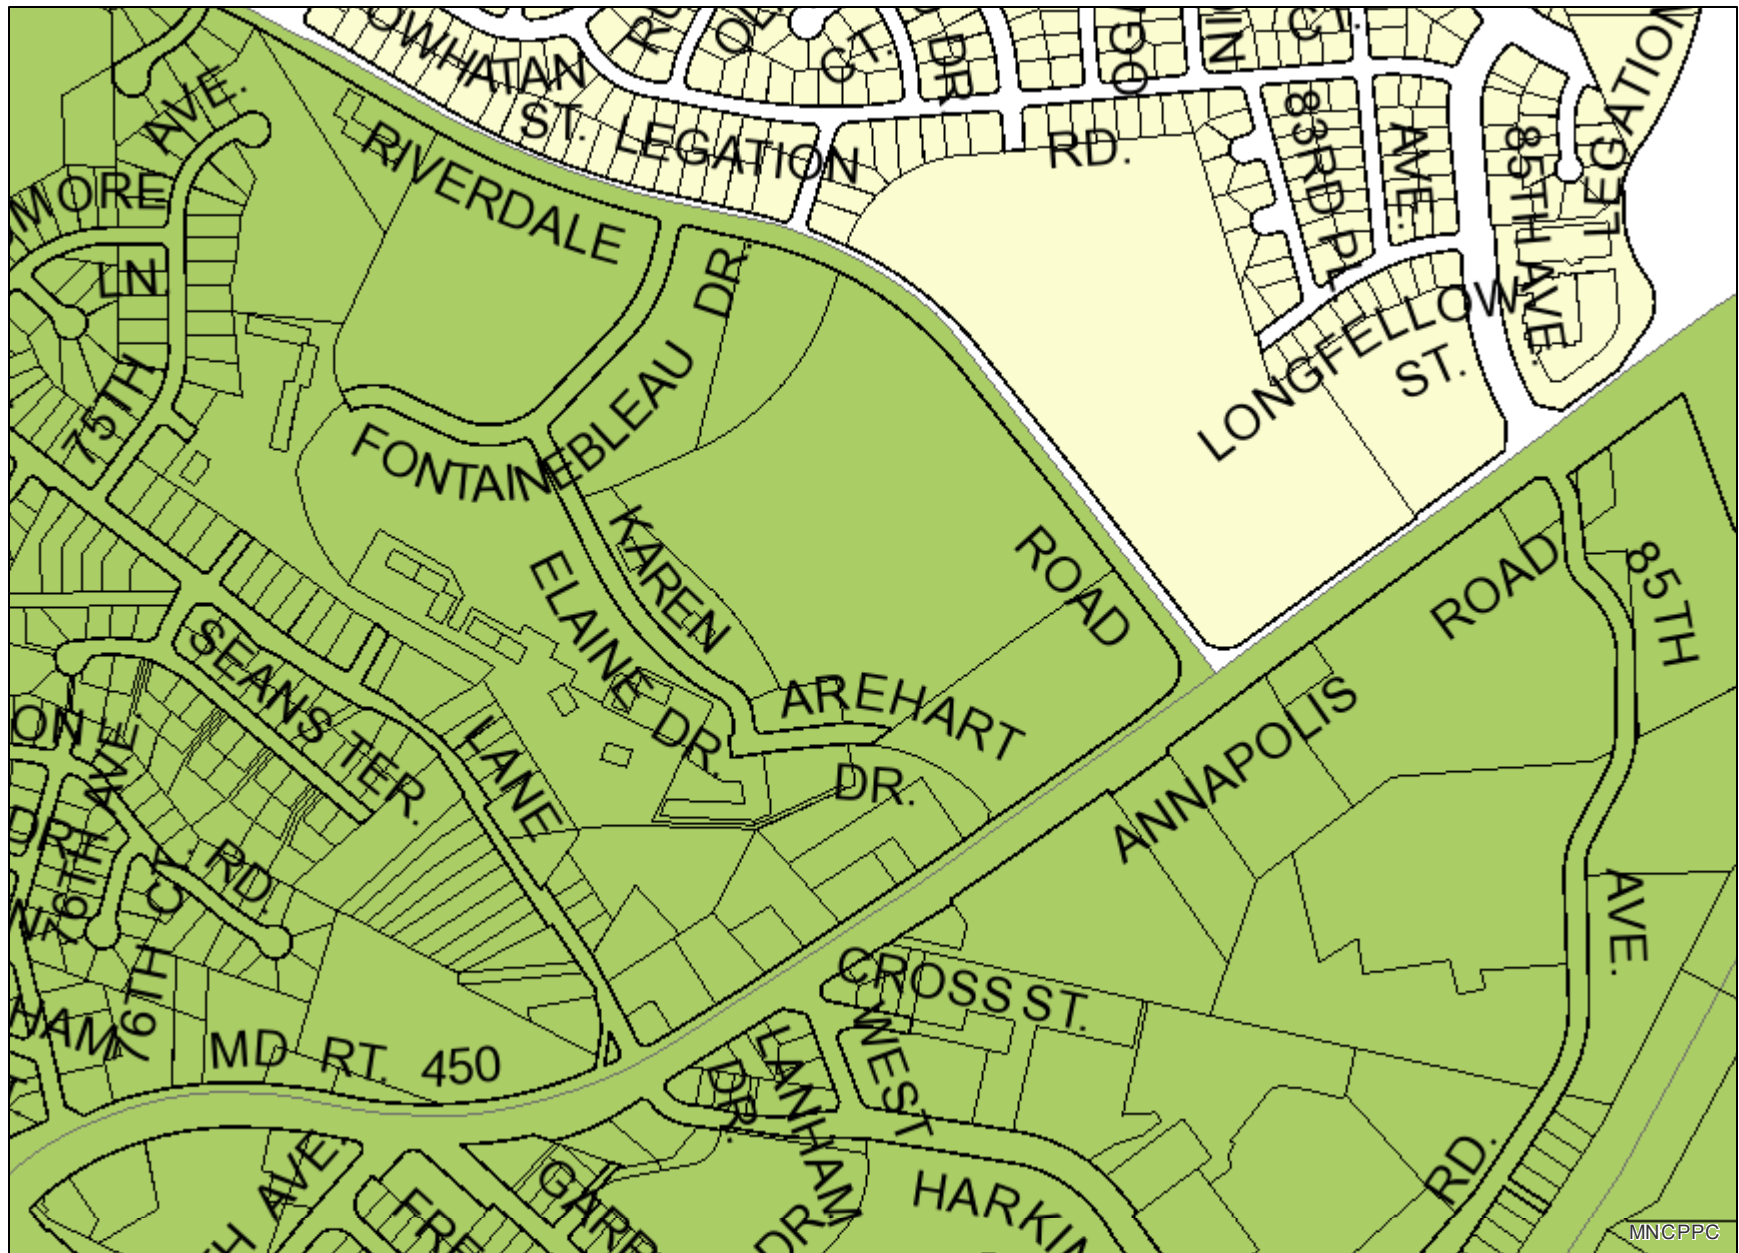 POWHATAN
ST.
CT.
DR
LEGATION
RD.
83RD PL
AVE.
85TH AVE.
LEGATION
AVE.
RIVERDALE
LN.
75TH
DR.
FONTAINEBLEAU
LONGFELLOW
ST.
KAREN
ELAINE
DR.
ROAD
ROAD
85TH
SEANS TER.
LANE
AREHART
DR.
ANNAPOLIS
AVE.
76TH AVE.
RD.
76TH CT.
CROSS ST.
WEST
MD RT. 450
LANHAM
DR.
RD.
AVE.
DR
MNCPPC